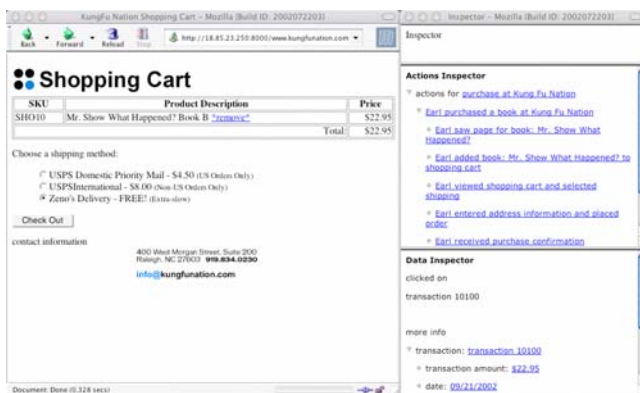 KungFu Nation Shopping Cart – Mozilla {Build ID: 2002072203}
Back Forward Reload Stop http://18.85.23.250:8000/www.kungfunation.com
Shopping Cart
SKU Product Description Price
SHO10 Mr. Show What Happened? Book B *remove* $22.95
Total: $22.95
Choose a shipping method:
USPS Domestic Priority Mail - $4.50 (US Orders Only)
USPSInternational - $8.00 (Non-US Orders Only)
Zeno's Delivery - FREE! (Extra-slow)
Check Out
contact information
400 West Morgan Street, Suite 200
Raleigh, NC 27603 919.834.0230
info@kungfunation.com
Document: Done (0.328 secs)
Inspector – Mozilla {Build ID: 2002072203}
Inspector
Actions Inspector
actions for purchase at Kung Fu Nation
Earl purchased a book at Kung Fu Nation
Earl saw page for book: Mr. Show What
Happened?
Earl added book: Mr. Show What Happened? to
shopping cart
Earl viewed shopping cart and selected
shipping
Earl entered address information and placed
order
Earl received purchase confirmation
Data Inspector
clicked on
transaction 10100
more info
transaction: transaction 10100
transaction amount: $22.95
date: 09/21/2002